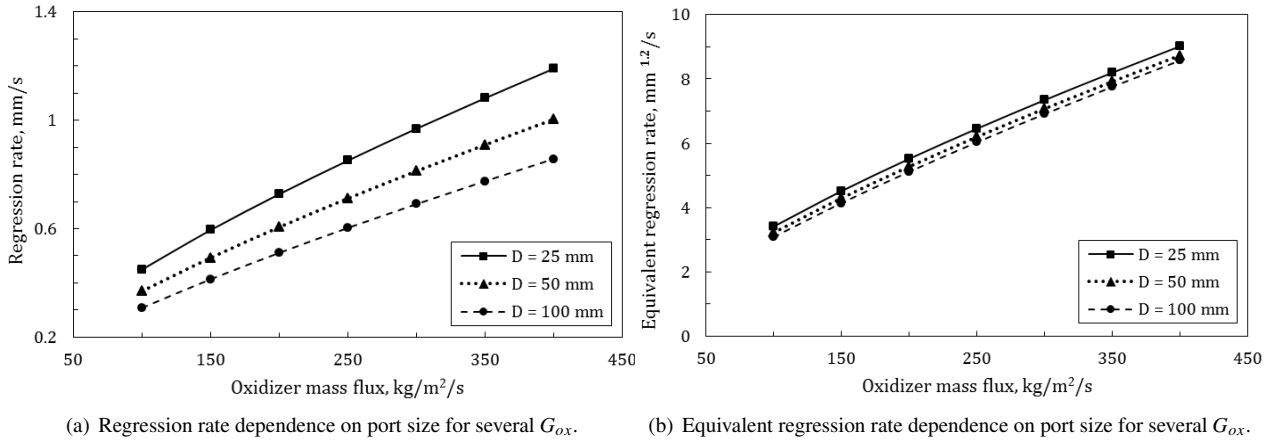 1.4
1
0.6
0.2
Regression rate, mm/s
D = 25 mm
D = 50 mm
D = 100 mm
50 150 250 350 450
Oxidizer mass flux, kg/m²/s
(a) Regression rate dependence on port size for several Gₒₓ.
10
8
6
4
2
0
Equivalent regression rate, mm ¹·²/s
D = 25 mm
D = 50 mm
D = 100 mm
50 150 250 350 450
Oxidizer mass flux, kg/m²/s
(b) Equivalent regression rate dependence on port size for several Gₒₓ.